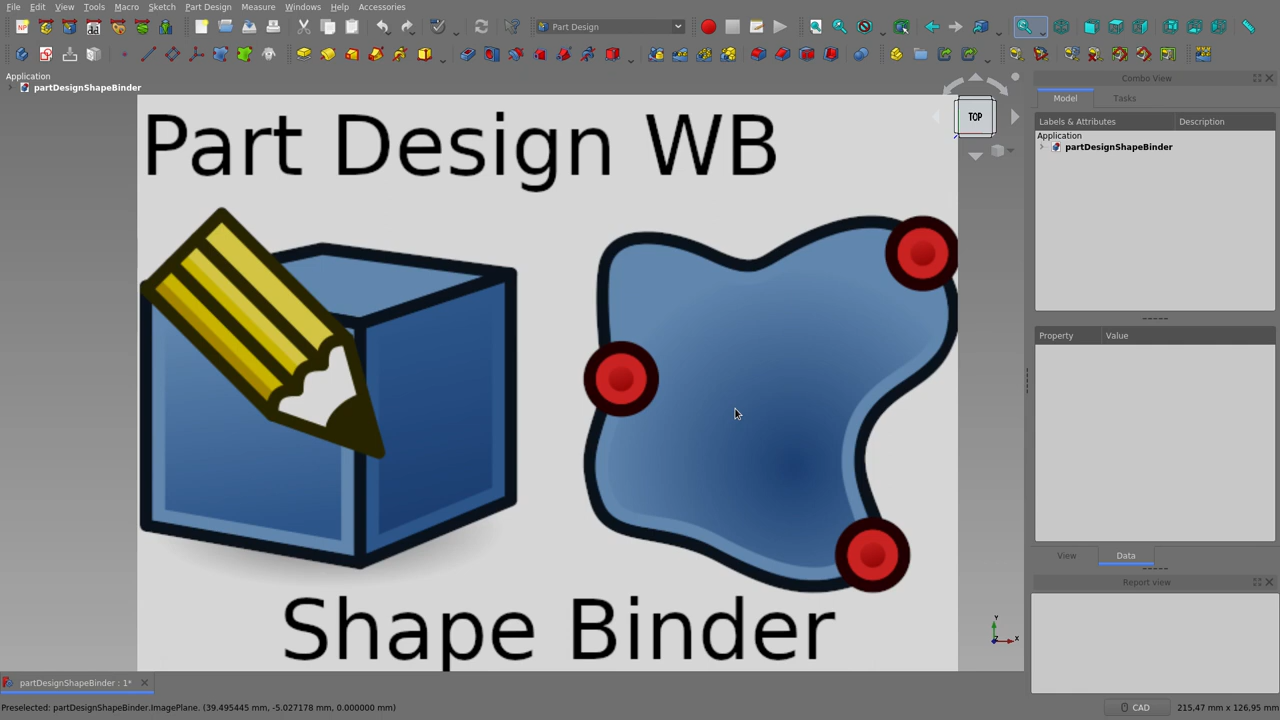 File Edit View Tools Macro Sketch Part Design Measure Windows Help Accessories
Part Design
Application
partDesignShapeBinder
TOP
Part Design WB
Shape Binder
Y
X
Combo View
Model Tasks
Labels & Attributes Description
Application
partDesignShapeBinder
Property Value
View Data
Report view
partDesignShapeBinder : 1*
Preselected: partDesignShapeBinder.ImagePlane. (39.495445 mm, -5.027178 mm, 0.000000 mm)
CAD
215,47 mm x 126,95 mm